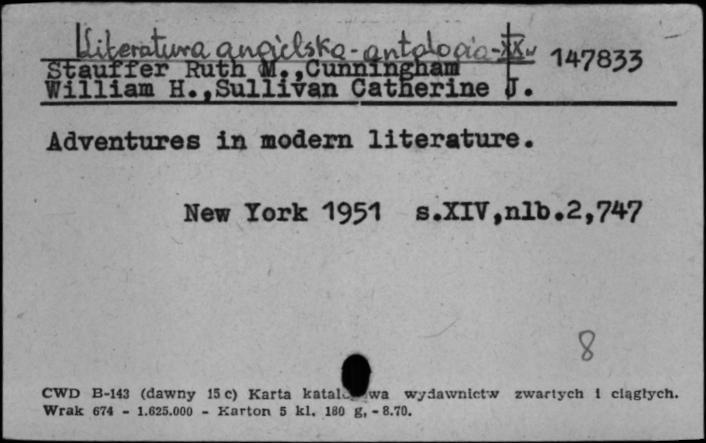 Literatura angielska - antologia - XX w
147833
Stauffer Ruth M.,Cunningham
William H.,Sullivan Catherine J.
Adventures in modern literature.
New York 1951 s.XIV,nlb.2,747
8
CWD B-143 (dawny 15 c) Karta wydawnictw zwartych i ciągłych.
Wrak 674 - 1.625.000 - Karton 5 kl. 180 g, - 8.70.